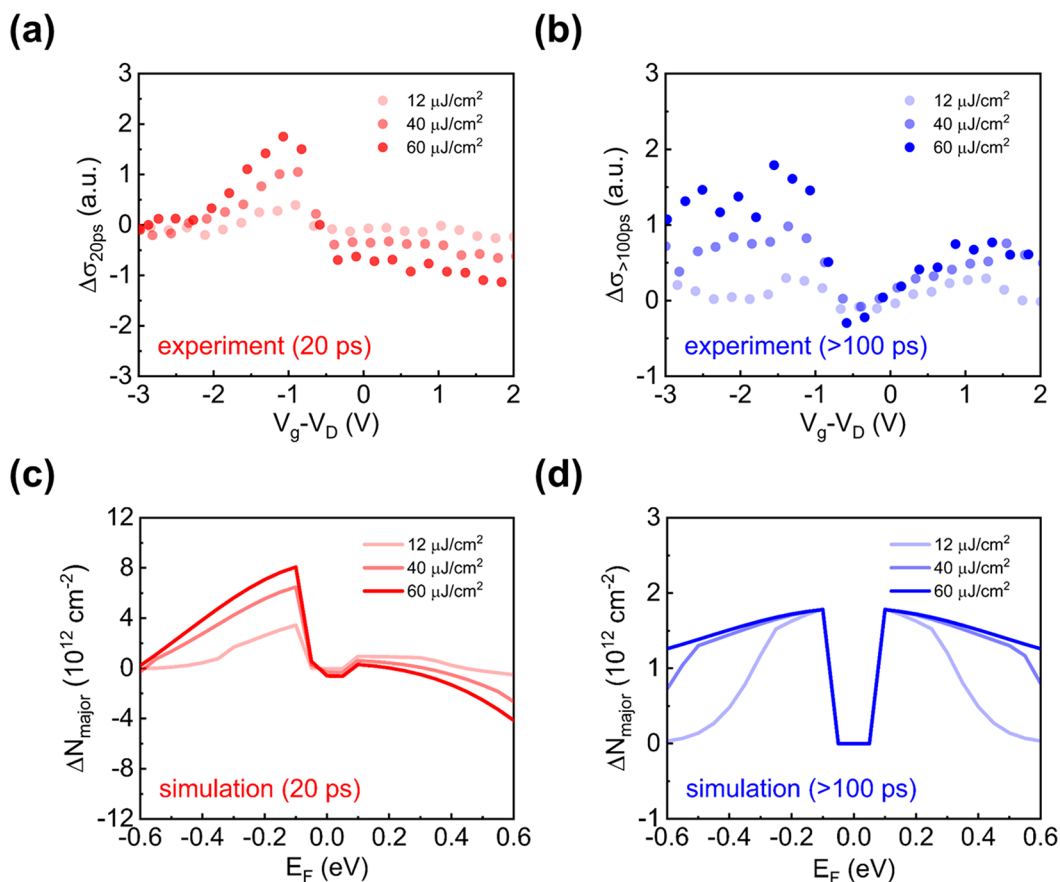 (a)
3
2
1
0
-1
-2
-3
Δσ20ps (a.u.)
12 μJ/cm2
40 μJ/cm2
60 μJ/cm2
experiment (20 ps)
-3 -2 -1 0 1 2
Vg-VD (V)
(b)
3
2
1
0
-1
Δσ>100ps (a.u.)
12 μJ/cm2
40 μJ/cm2
60 μJ/cm2
experiment (>100 ps)
-3 -2 -1 0 1 2
Vg-VD (V)
(c)
12
8
4
0
-4
-8
-12
ΔNmajor (1012 cm-2)
12 μJ/cm2
40 μJ/cm2
60 μJ/cm2
simulation (20 ps)
-0.6 -0.4 -0.2 0.0 0.2 0.4 0.6
EF (eV)
(d)
3
2
1
0
-1
ΔNmajor (1012 cm-2)
12 μJ/cm2
40 μJ/cm2
60 μJ/cm2
simulation (>100 ps)
-0.6 -0.4 -0.2 0.0 0.2 0.4 0.6
EF (eV)